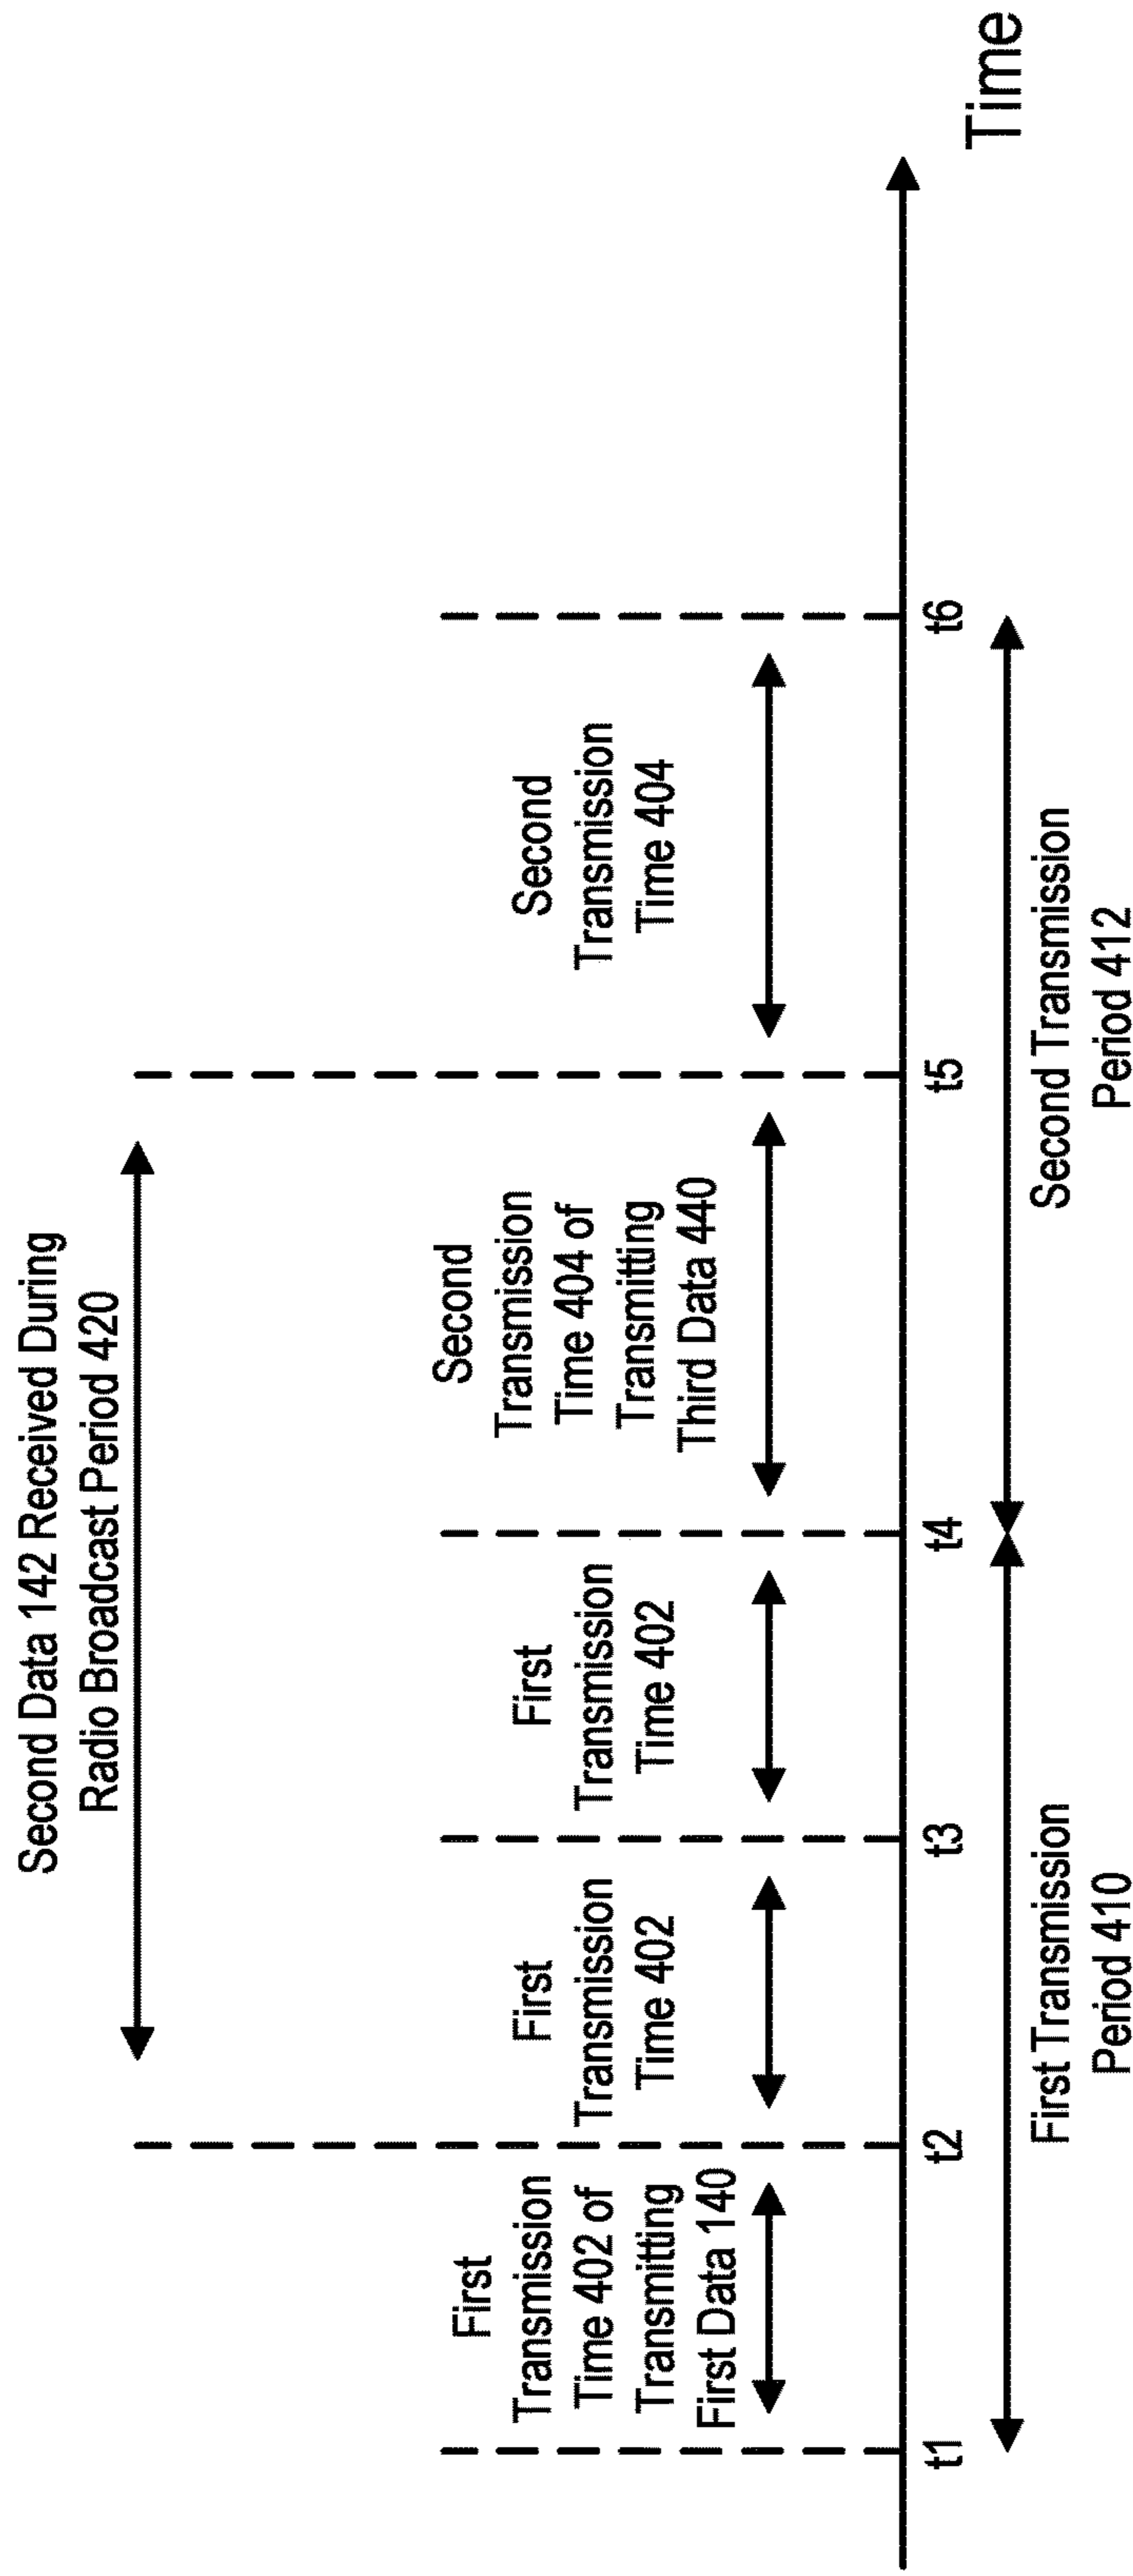 Second Data 142 Received During
Radio Broadcast Period 420
First
Transmission
Time 402 of
Transmitting
First Data 140
First
Transmission
Time 402
First
Transmission
Time 402
Second
Transmission
Time 404 of
Transmitting
Third Data 440
Second
Transmission
Time 404
t1
t2
t3
t4
t5
t6
Time
First Transmission
Period 410
Second Transmission
Period 412